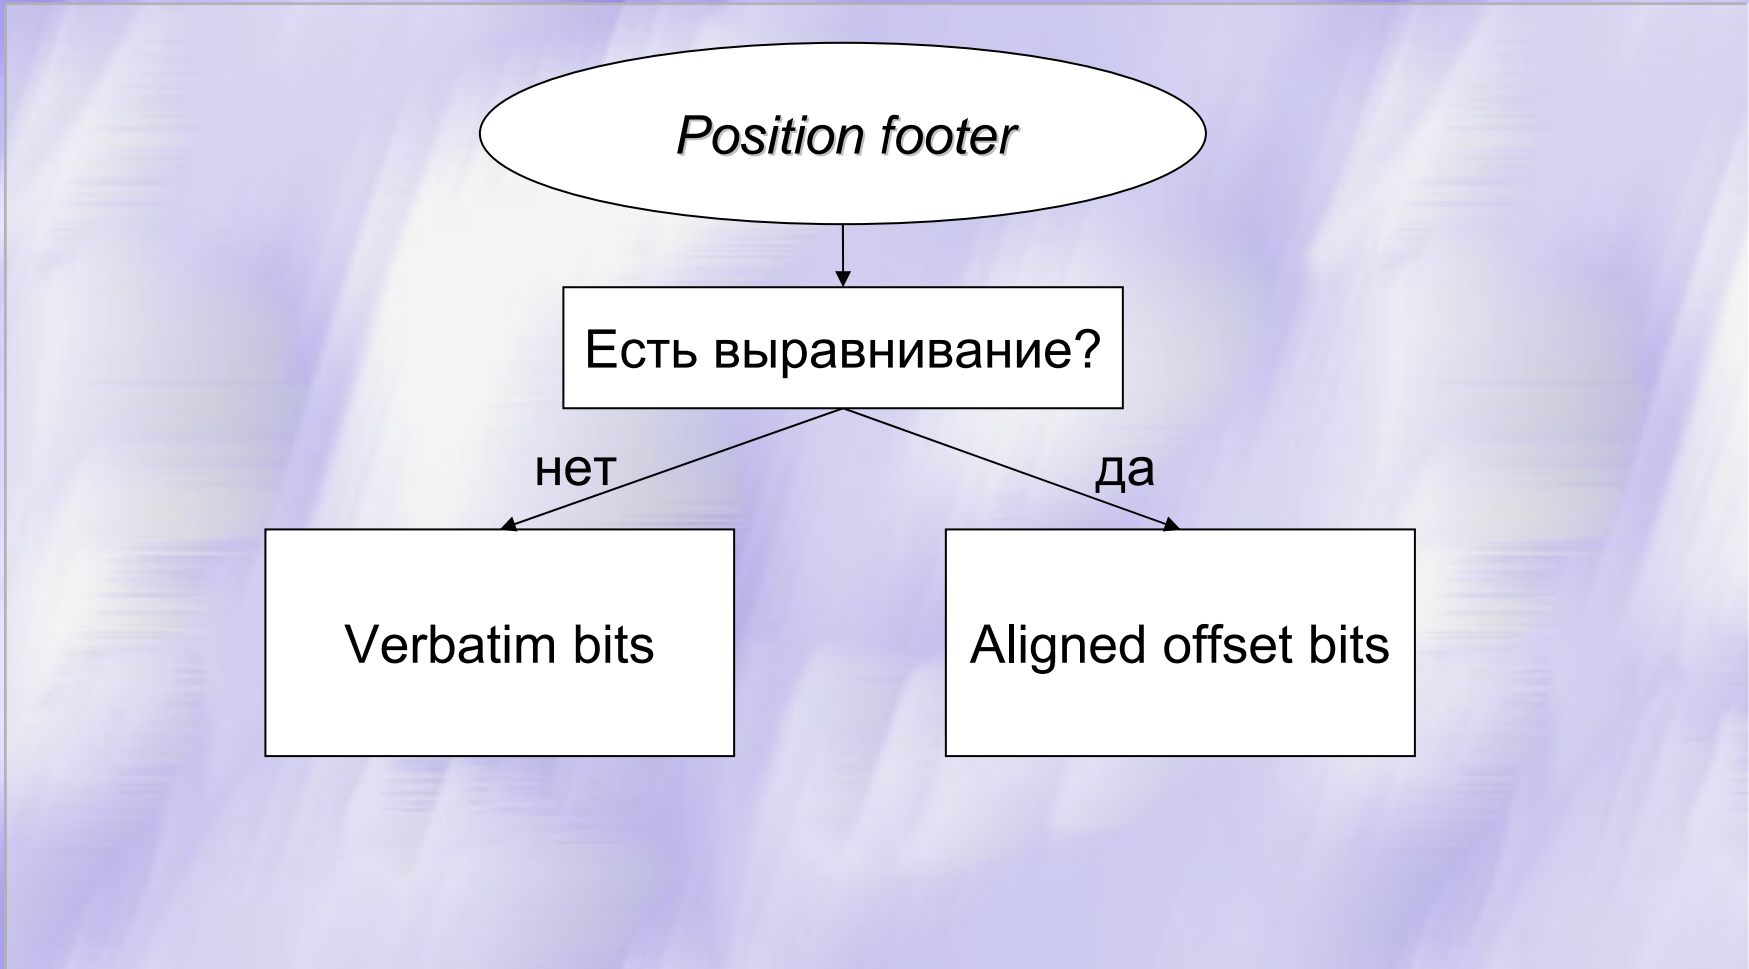 Position footer
Есть выравнивание?
нет
да
Verbatim bits
Aligned offset bits